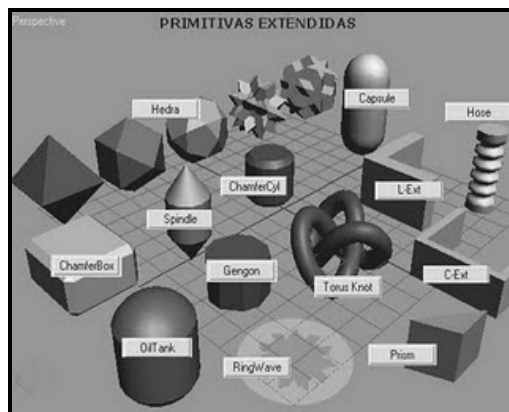 Perspective
PRIMITIVAS EXTENDIDAS
Capsule
Hedra
Hose
ChamferCyl
L-Ext
Spindle
ChamferBox
Gengon
C-Ext
Torus Knot
OilTank
RingWave
Prism